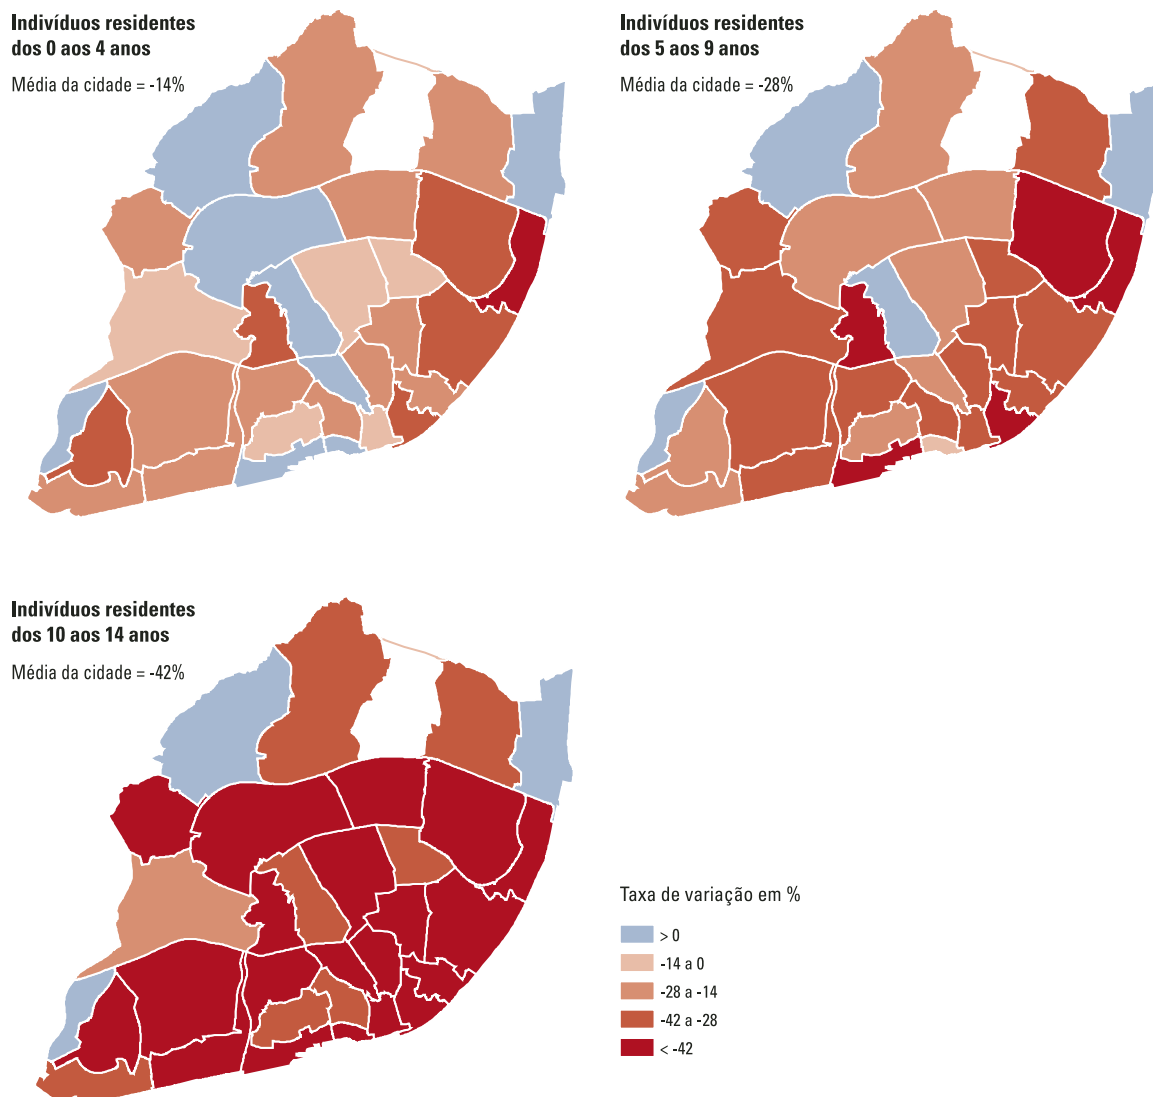 Indivíduos residentes
dos 0 aos 4 anos
Média da cidade = -14%
Indivíduos residentes
dos 5 aos 9 anos
Média da cidade = -28%
Indivíduos residentes
dos 10 aos 14 anos
Média da cidade = -42%
Taxa de variação em %
> 0
-14 a 0
-28 a -14
-42 a -28
< -42